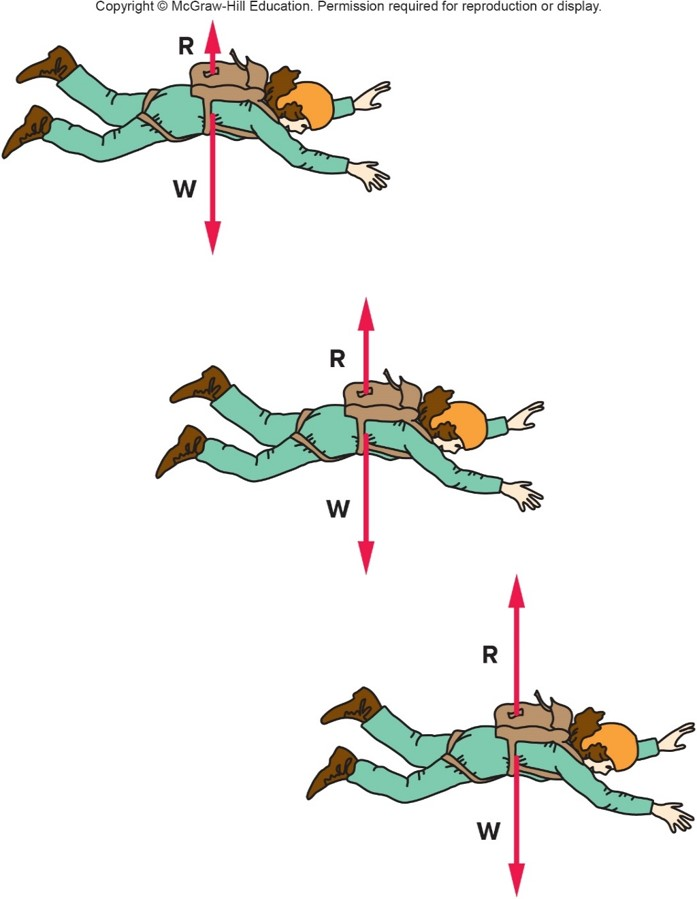 Copyright © McGraw-Hill Education. Permission required for reproduction or display.
R
W
R
W
R
W